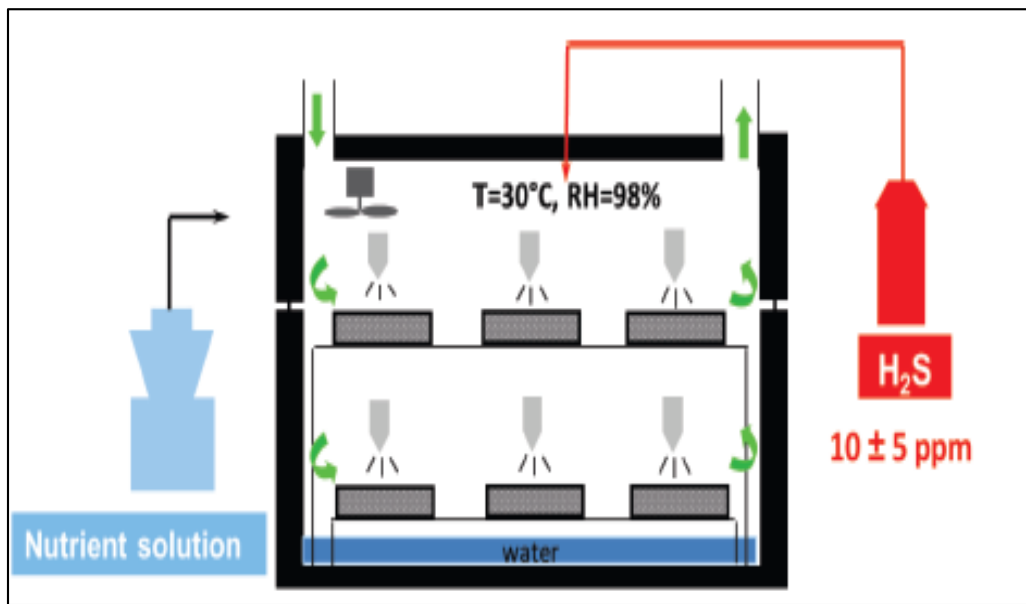 T=30°C, RH=98%
H₂S
10 ± 5 ppm
Nutrient solution
water